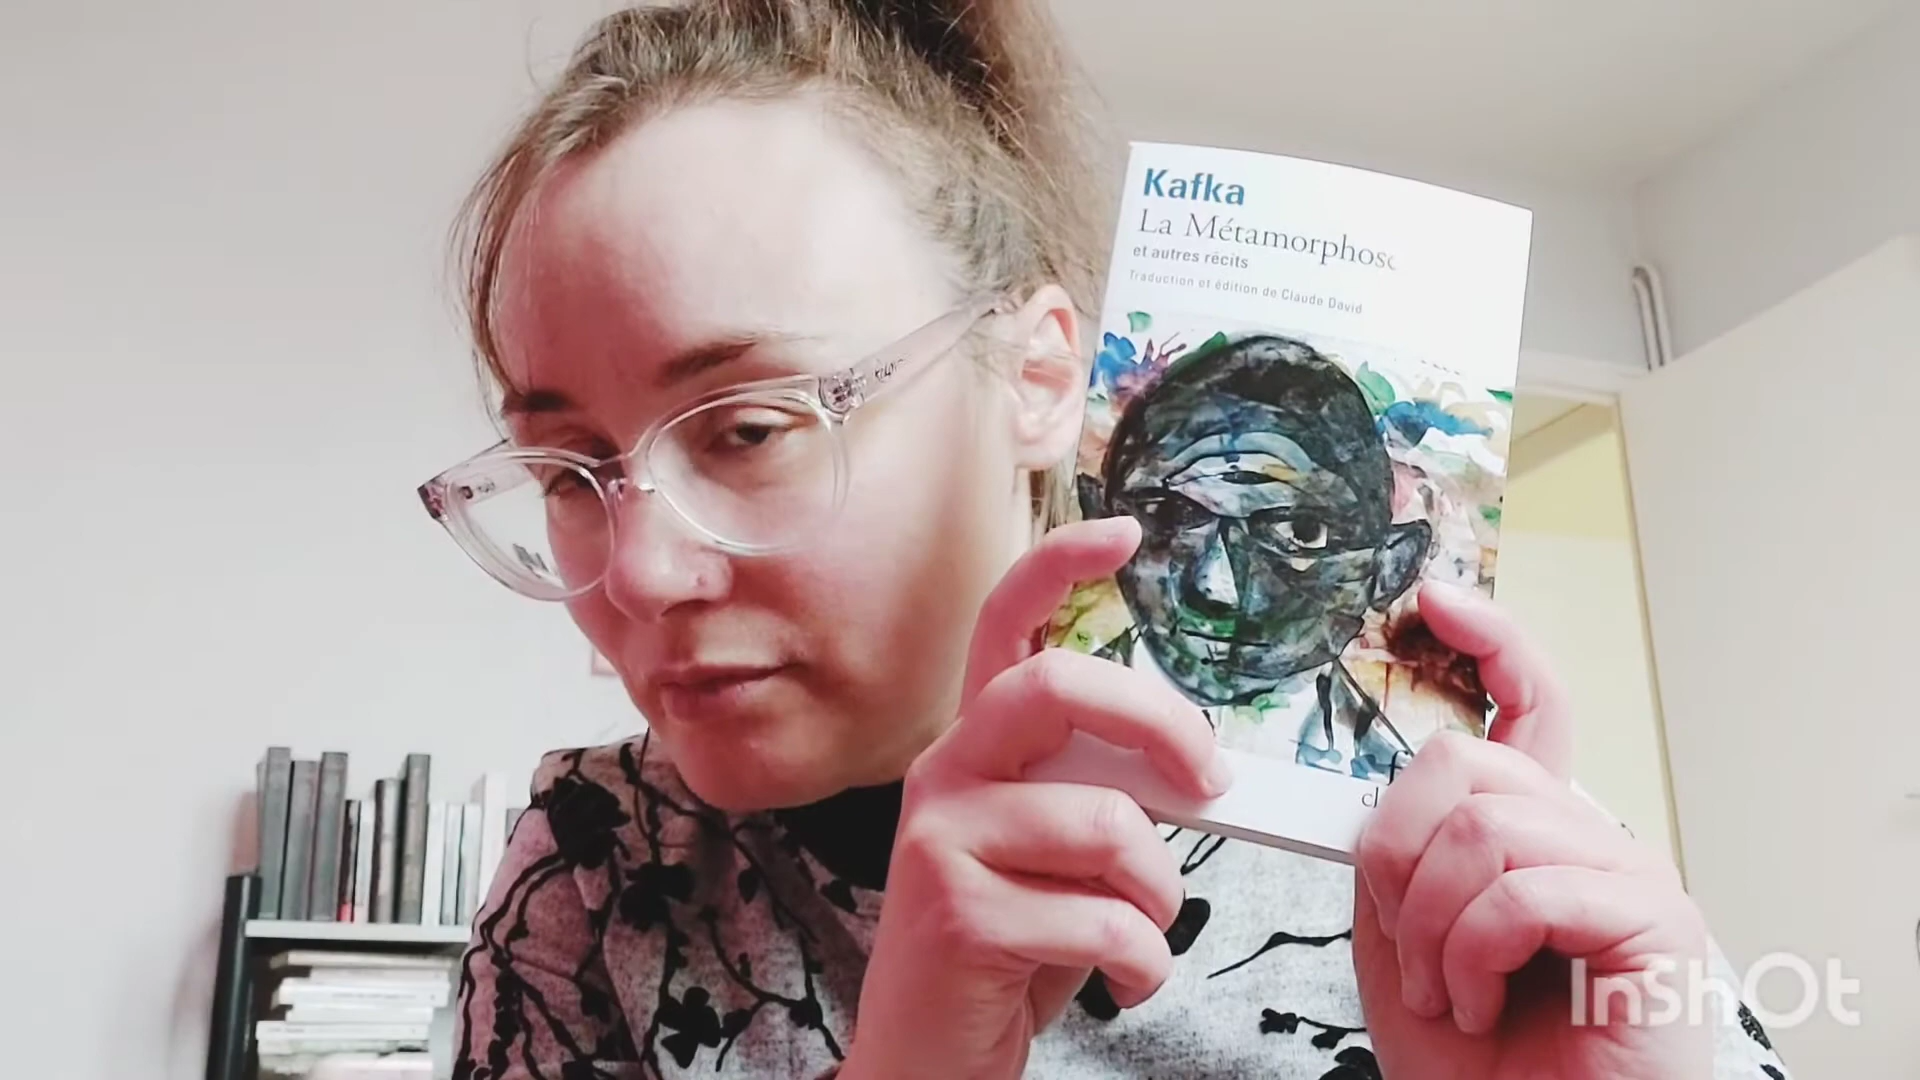 Kafka
La Métamorphose
et autres récits
Traduction et édition de Claude David
InShOt